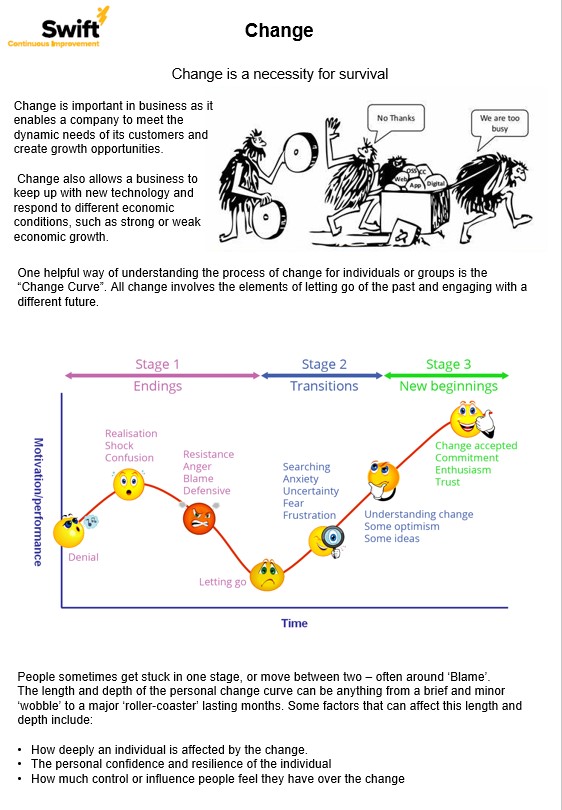 Swift
Continuous Improvement
Change
Change is a necessity for survival
Change is important in business as it
enables a company to meet the
dynamic needs of its customers and
create growth opportunities.
Change also allows a business to
keep up with new technology and
respond to different economic
conditions, such as strong or weak
economic growth.
No Thanks
We are too
busy
OSS
CC
Web
App
Digital
One helpful way of understanding the process of change for individuals or groups is the
“Change Curve”. All change involves the elements of letting go of the past and engaging with a
different future.
Stage 1
Endings
Stage 2
Transitions
Stage 3
New beginnings
Motivation/performance
Denial
Realisation
Shock
Confusion
Resistance
Anger
Blame
Defensive
Letting go
Searching
Anxiety
Uncertainty
Fear
Frustration
Understanding change
Some optimism
Some ideas
Change accepted
Commitment
Enthusiasm
Trust
Time
People sometimes get stuck in one stage, or move between two – often around ‘Blame’.
The length and depth of the personal change curve can be anything from a brief and minor
‘wobble’ to a major ‘roller-coaster’ lasting months. Some factors that can affect this length and
depth include:
• How deeply an individual is affected by the change.
• The personal confidence and resilience of the individual
• How much control or influence people feel they have over the change